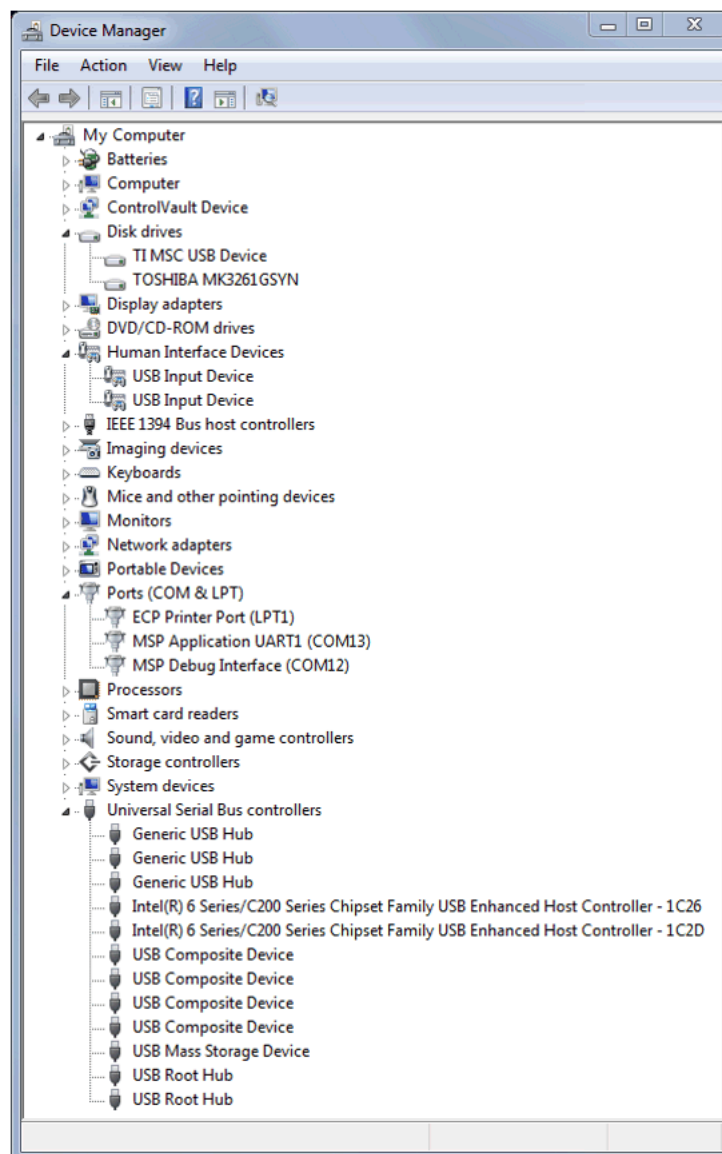 Device Manager
File Action View Help
My Computer
Batteries
Computer
ControlVault Device
Disk drives
TI MSC USB Device
TOSHIBA MK3261GSYN
Display adapters
DVD/CD-ROM drives
Human Interface Devices
USB Input Device
USB Input Device
IEEE 1394 Bus host controllers
Imaging devices
Keyboards
Mice and other pointing devices
Monitors
Network adapters
Portable Devices
Ports (COM & LPT)
ECP Printer Port (LPT1)
MSP Application UART1 (COM13)
MSP Debug Interface (COM12)
Processors
Smart card readers
Sound, video and game controllers
Storage controllers
System devices
Universal Serial Bus controllers
Generic USB Hub
Generic USB Hub
Generic USB Hub
Intel(R) 6 Series/C200 Series Chipset Family USB Enhanced Host Controller - 1C26
Intel(R) 6 Series/C200 Series Chipset Family USB Enhanced Host Controller - 1C2D
USB Composite Device
USB Composite Device
USB Composite Device
USB Composite Device
USB Mass Storage Device
USB Root Hub
USB Root Hub